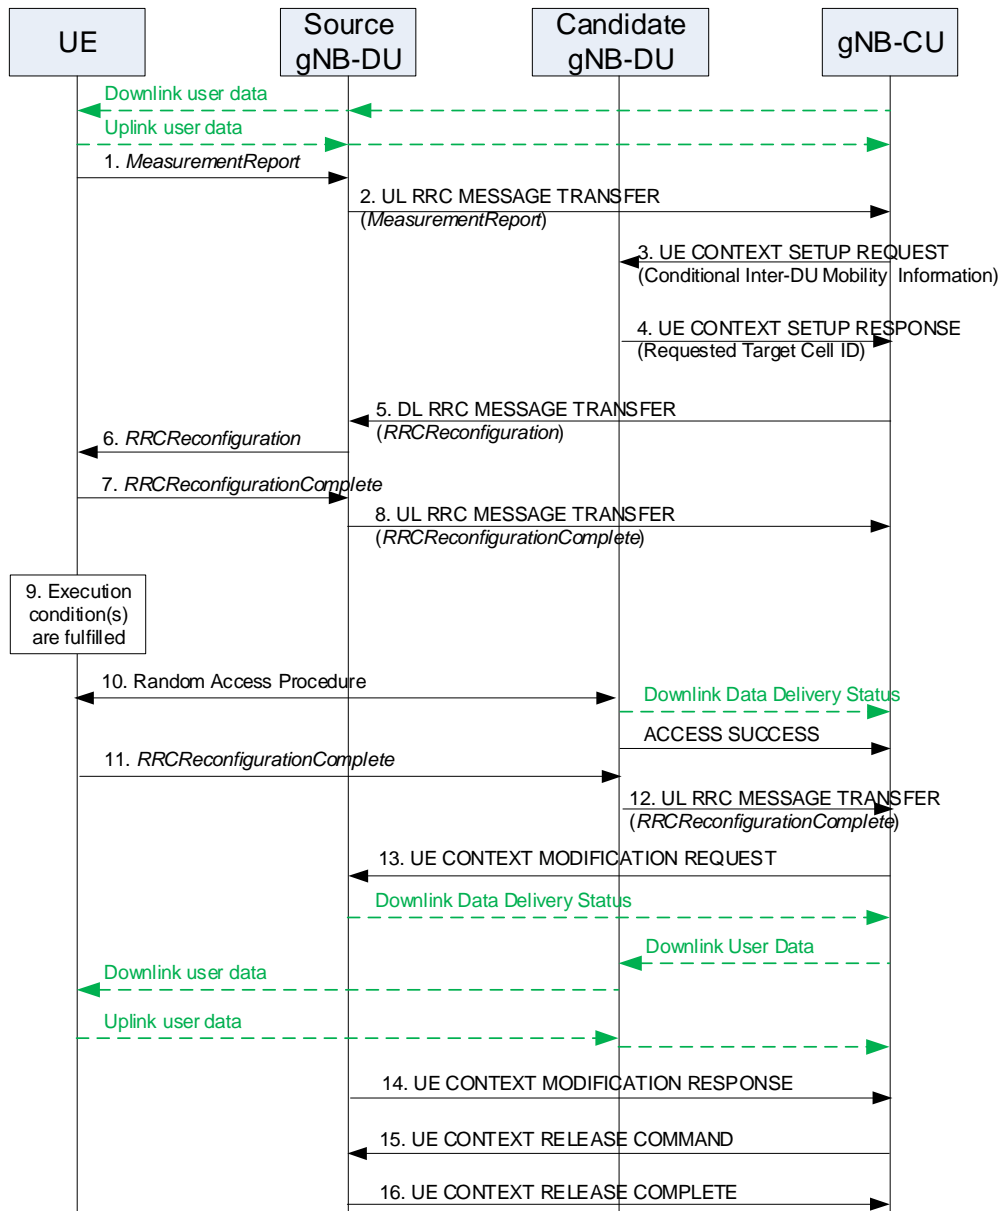 UE
Source
gNB-DU
Candidate
gNB-DU
gNB-CU
Downlink user data
Uplink user data
1. MeasurementReport
2. UL RRC MESSAGE TRANSFER
(MeasurementReport)
3. UE CONTEXT SETUP REQUEST
(Conditional Inter-DU Mobility Information)
4. UE CONTEXT SETUP RESPONSE
(Requested Target Cell ID)
5. DL RRC MESSAGE TRANSFER
(RRCReconfiguration)
6. RRCReconfiguration
7. RRCReconfigurationComplete
8. UL RRC MESSAGE TRANSFER
(RRCReconfigurationComplete)
9. Execution
condition(s)
are fulfilled
10. Random Access Procedure
Downlink Data Delivery Status
ACCESS SUCCESS
11. RRCReconfigurationComplete
12. UL RRC MESSAGE TRANSFER
(RRCReconfigurationComplete)
13. UE CONTEXT MODIFICATION REQUEST
Downlink Data Delivery Status
Downlink User Data
Downlink user data
Uplink user data
14. UE CONTEXT MODIFICATION RESPONSE
15. UE CONTEXT RELEASE COMMAND
16. UE CONTEXT RELEASE COMPLETE